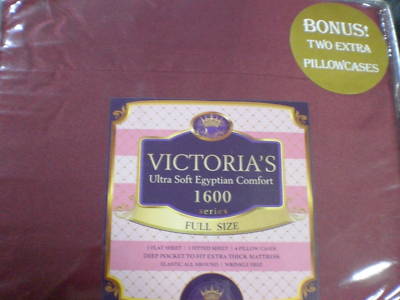 BONUS!
TWO EXTRA
PILLOWCASES
VICTORIA'S
Ultra Soft Egyptian Comfort
1600
series
FULL SIZE
1 FLAT SHEET | 1 FITTED SHEET | 4 PILLOW CASES
DEEP POCKET TO FIT EXTRA THICK MATTRESS
ELASTIC ALL AROUND | WRINKLE FREE